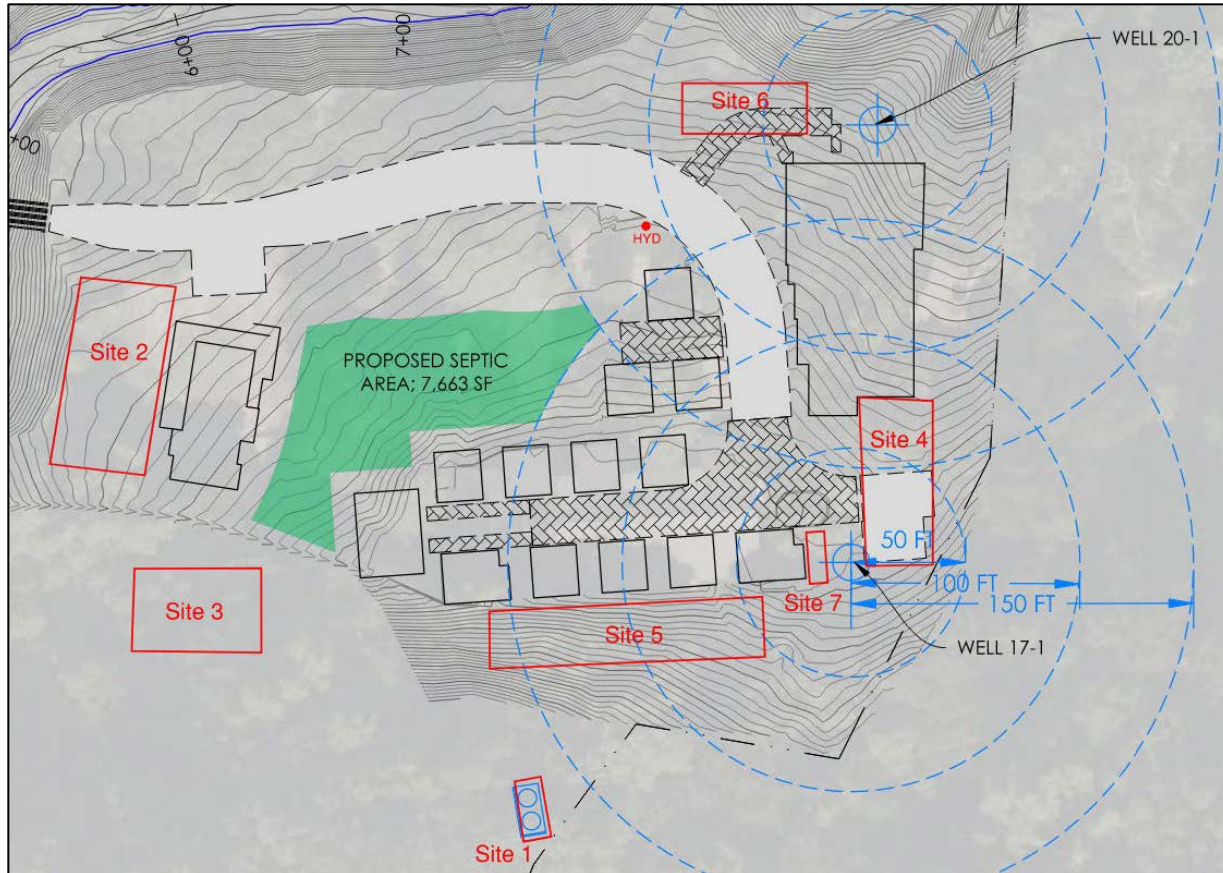 6+00
7+00
+00
WELL 20-1
Site 6
HYD
Site 2
PROPOSED SEPTIC
AREA; 7,663 SF
Site 4
50 FT
100 FT
150 FT
Site 3
Site 5
Site 7
WELL 17-1
Site 1